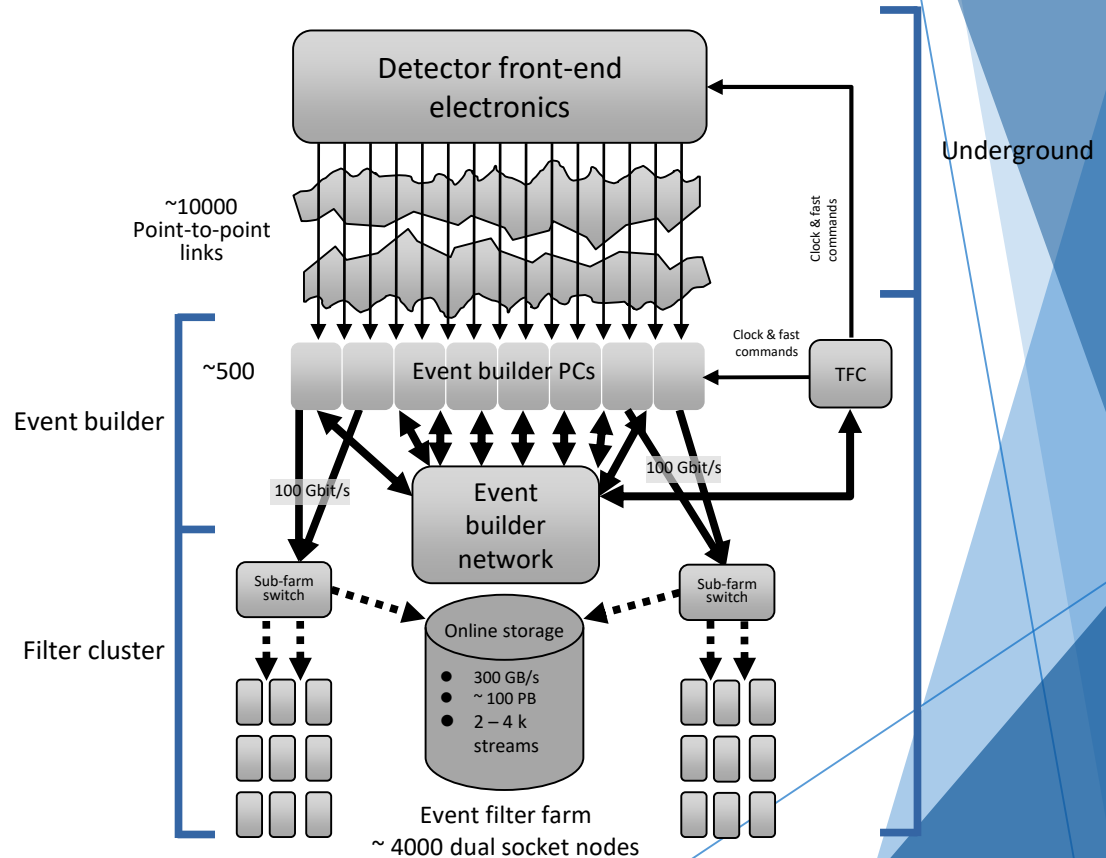 Detector front-end
electronics
Underground
~10000
Point-to-point
links
Clock & fast
commands
Clock & fast
commands
~500
Event builder PCs
TFC
Event builder
100 Gbit/s
100 Gbit/s
Event
builder
network
Sub-farm
switch
Sub-farm
switch
Filter cluster
Online storage
● 300 GB/s
● ~ 100 PB
● 2 – 4 k
streams
Event filter farm
~ 4000 dual socket nodes